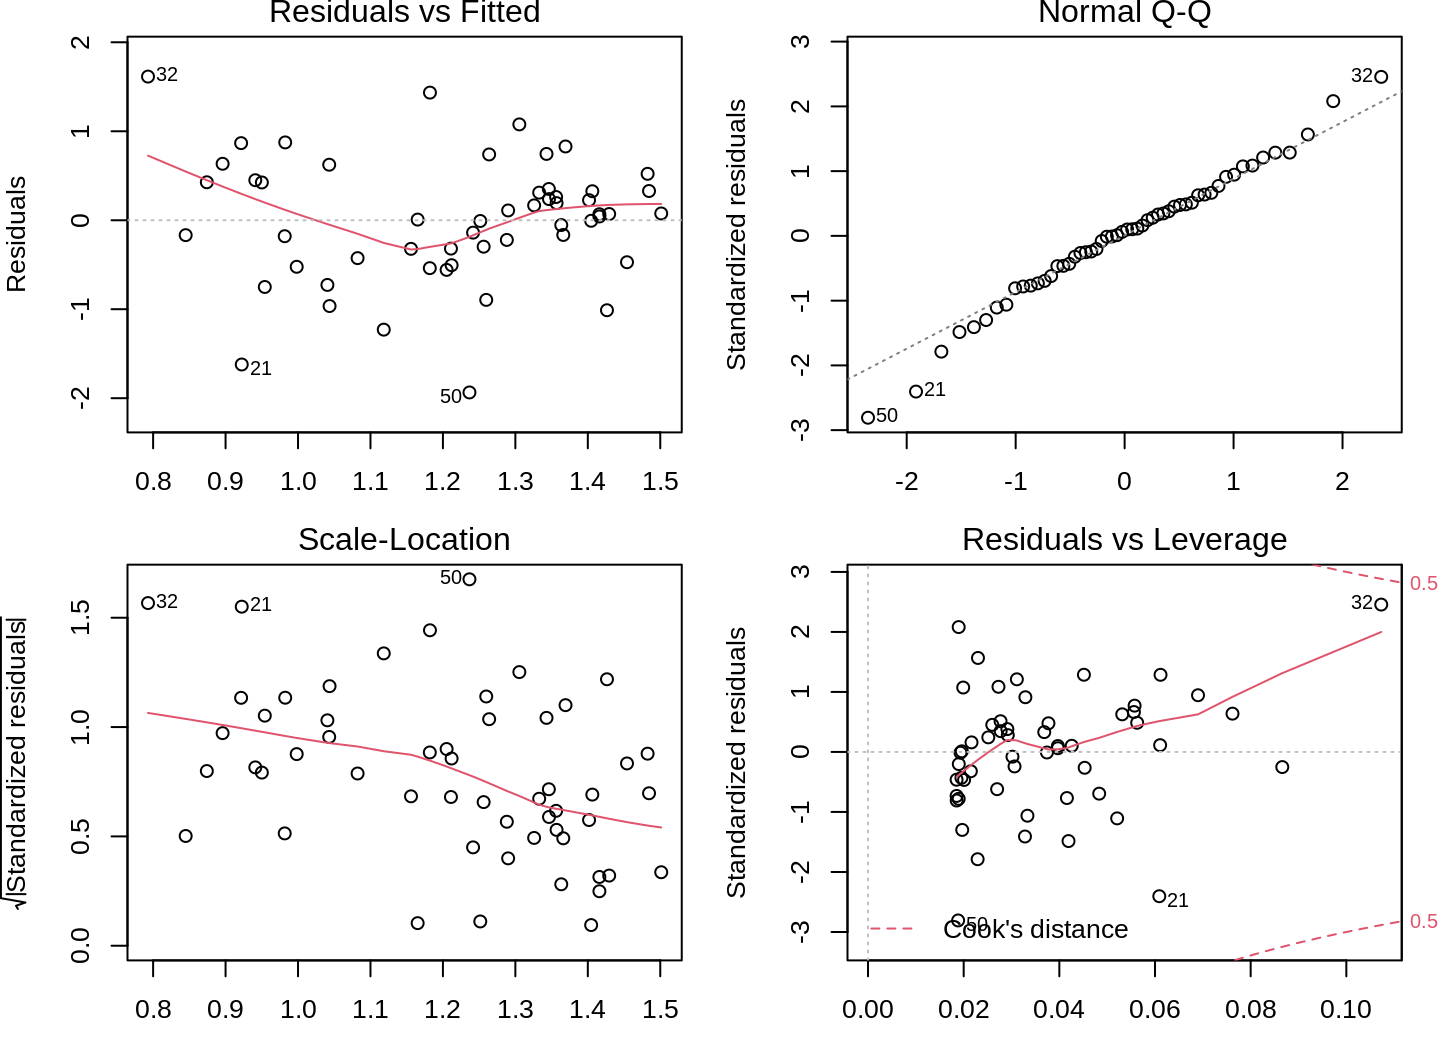 Residuals vs Fitted
Residuals
2
1
0
-1
-2
32
21
50
0.8 0.9 1.0 1.1 1.2 1.3 1.4 1.5
Normal Q-Q
Standardized residuals
3
2
1
0
-1
-2
-3
32
21
50
-2 -1 0 1 2
Scale-Location
√|Standardized residuals|
1.5
1.0
0.5
0.0
32
21
50
0.8 0.9 1.0 1.1 1.2 1.3 1.4 1.5
Residuals vs Leverage
Standardized residuals
3
2
1
0
-1
-2
-3
0.5
32
21
50
Cook's distance
0.5
0.00 0.02 0.04 0.06 0.08 0.10